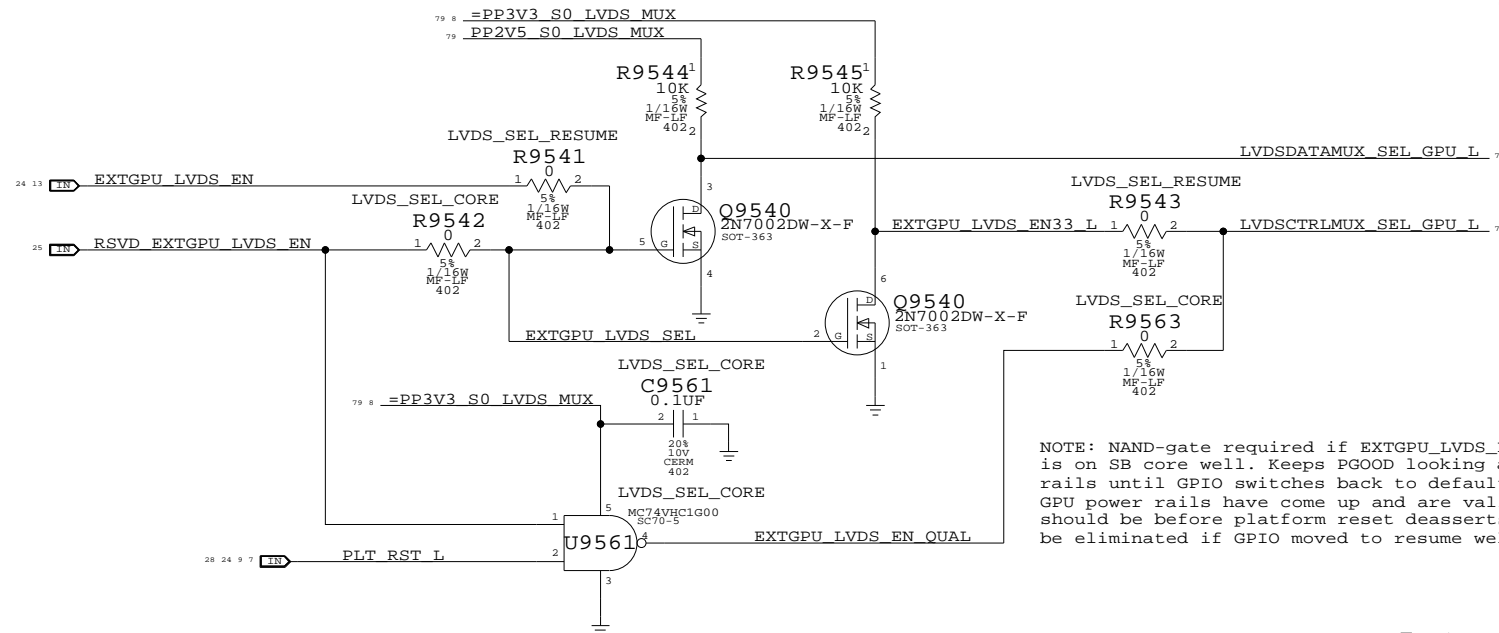 79 8 =PP3V3_S0_LVDS_MUX
79 PP2V5_S0_LVDS_MUX
R9544
1
10K
5%
1/16W
MF-LF
402
2
R9545
1
10K
5%
1/16W
MF-LF
402
2
LVDS_SEL_RESUME
R9541
0
1 2
5%
1/16W
MF-LF
402
24 13 IN EXTGPU_LVDS_EN
LVDS_SEL_CORE
R9542
0
1 2
5%
1/16W
MF-LF
402
25 IN RSVD_EXTGPU_LVDS_EN
LVDSDATAMUX_SEL_GPU_L 7
3
D
Q9540
2N7002DW-X-F
SOT-363
5 G S
4
LVDS_SEL_RESUME
R9543
0
EXTGPU_LVDS_EN33_L 1 2 LVDSCTRLMUX_SEL_GPU_L 7
5%
1/16W
MF-LF
402
6
D
Q9540
2N7002DW-X-F
SOT-363
EXTGPU_LVDS_SEL 2 G S
1
LVDS_SEL_CORE
R9563
0
1 2
5%
1/16W
MF-LF
402
LVDS_SEL_CORE
C9561
0.1UF
2 1
20%
10V
CERM
402
79 8 =PP3V3_S0_LVDS_MUX
LVDS_SEL_CORE
5 MC74VHC1G00
SC70-5
1
U9561
4 EXTGPU_LVDS_EN_QUAL
2
28 24 9 7 IN PLT_RST_L
3
NOTE: NAND-gate required if EXTGPU_LVDS_
is on SB core well. Keeps PGOOD looking
rails until GPIO switches back to defaul
GPU power rails have come up and are val
should be before platform reset deassert
be eliminated if GPIO moved to resume we